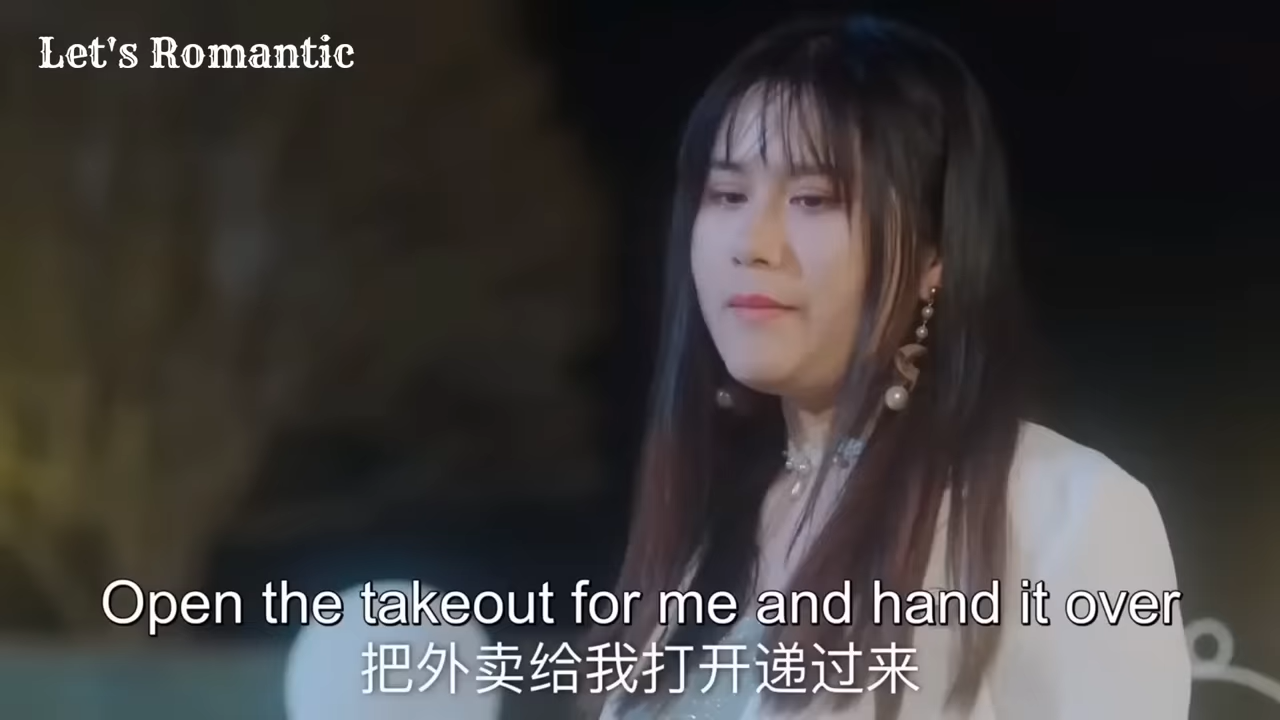 Let's Romantic
Open the takeout for me and hand it over
把外卖给我打开递过来